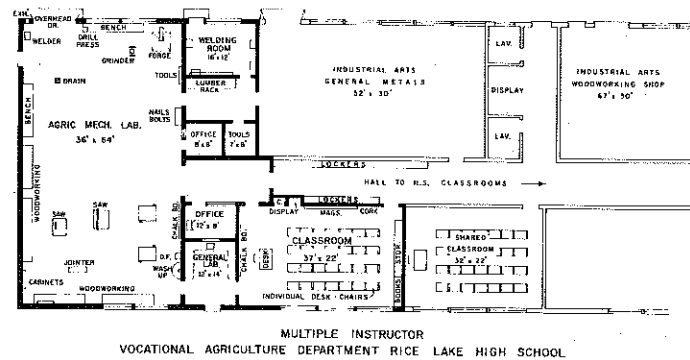 EXH.
OVERHEAD
DR.
BENCH
WELDER
DRILL
PRESS
GRINDER
FORGE
WELDING
ROOM
16'x 12'
LUMBER
RACK
TOOLS
DRAIN
BENCH
AGRIC MECH. LAB.
36' x 64'
NAILS
BOLTS
OFFICE
8'x 8'
TOOLS
7'x 8'
INDUSTRIAL ARTS
GENERAL METALS
52' x 30'
LAV.
DISPLAY
LAV.
INDUSTRIAL ARTS
WOODWORKING SHOP
LOCKERS
HALL TO H.S. CLASSROOMS
LOCKERS
DISPLAY
MAGS.
CORK
WOODWORKING
SAW
SAW
CHALK BD.
OFFICE
12'x 8'
CHALK BD.
GENERAL
LAB.
12' x 14'
D.F.
WASH
UP
JOINTER
CABINETS
WOODWORKING
DESK
CLASSROOM
37' x 22'
INDIVIDUAL DESK - CHAIRS
BOOKS STOR.
SHARED
CLASSROOM
32' x 22'
MULTIPLE INSTRUCTOR
VOCATIONAL AGRICULTURE DEPARTMENT RICE LAKE HIGH SCHOOL